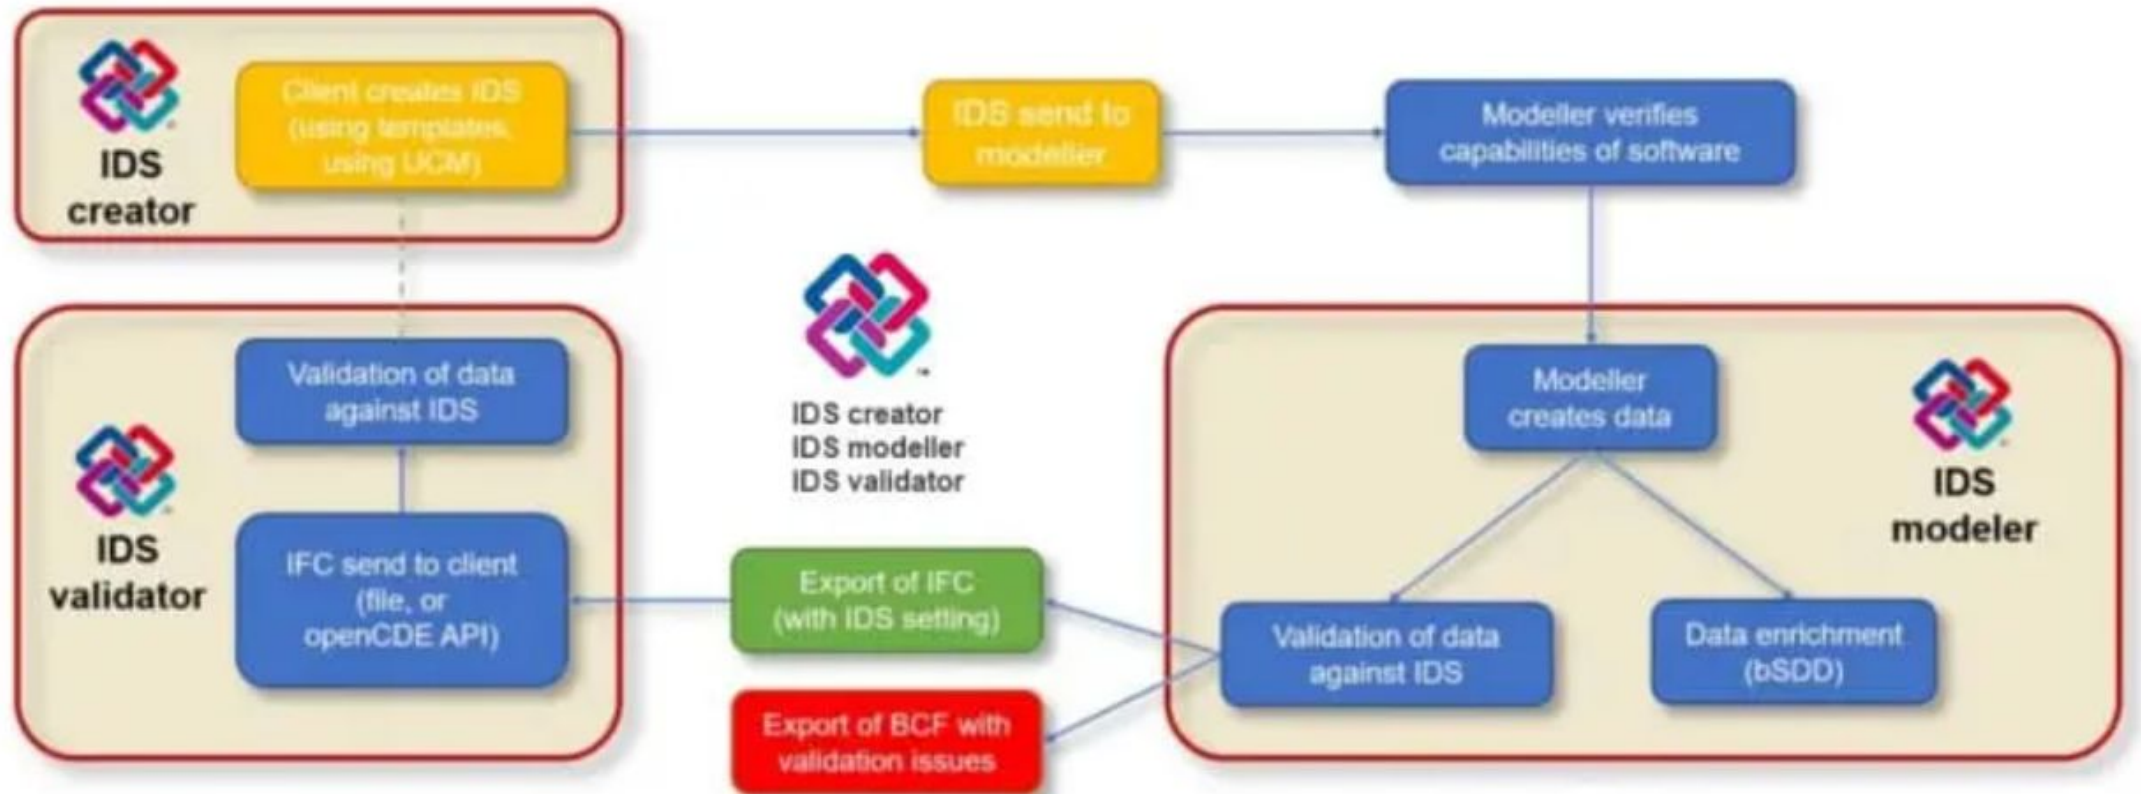 IDS
creator
Client creates IDS
(using templates,
using UCM)
IDS send to
modeller
Modeller verifies
capabilities of software
IDS
validator
Validation of data
against IDS
IFC send to client
(file, or
openCDE API)
IDS creator
IDS modeller
IDS validator
Export of IFC
(with IDS setting)
Export of BCF with
validation issues
Modeller
creates data
IDS
modeler
Validation of data
against IDS
Data enrichment
(bSDD)